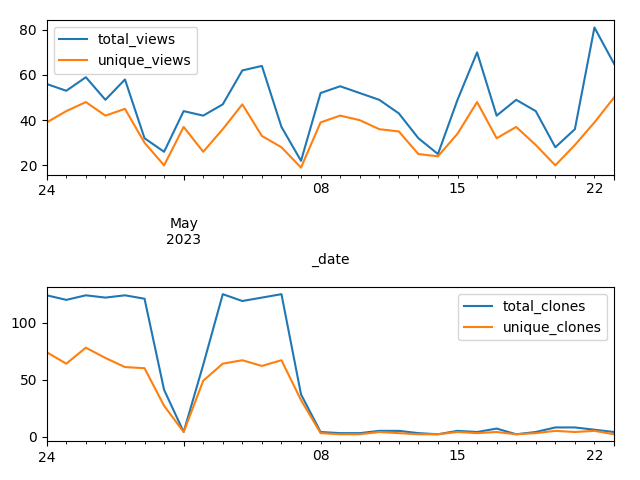 total_views
unique_views
80
60
40
20
24
08
15
22
May
2023
_date
total_clones
unique_clones
100
50
0
24
08
15
22